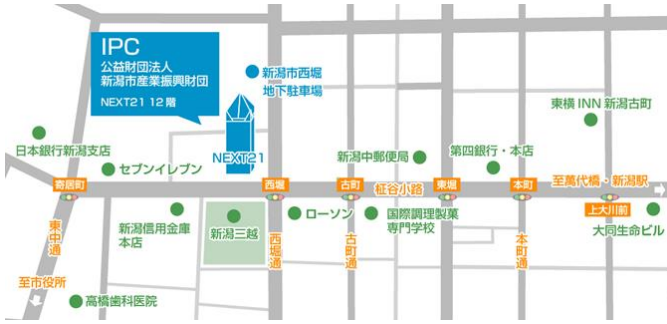 IPC
公益財団法人
新潟市産業振興財団
NEXT21 12階
新潟市西堀
地下駐車場
東横 INN 新潟古町
日本銀行新潟支店
セブンイレブン
NEXT21
新潟中郵便局
第四銀行・本店
寄居町
西堀
古町
柾谷小路
東堀
本町
至萬代橋・新潟駅
上大川前
東中通
新潟信用金庫
本店
新潟三越
西堀通
ローソン
古町通
国際調理製菓
専門学校
本町通
大同生命ビル
至市役所
高橋歯科医院